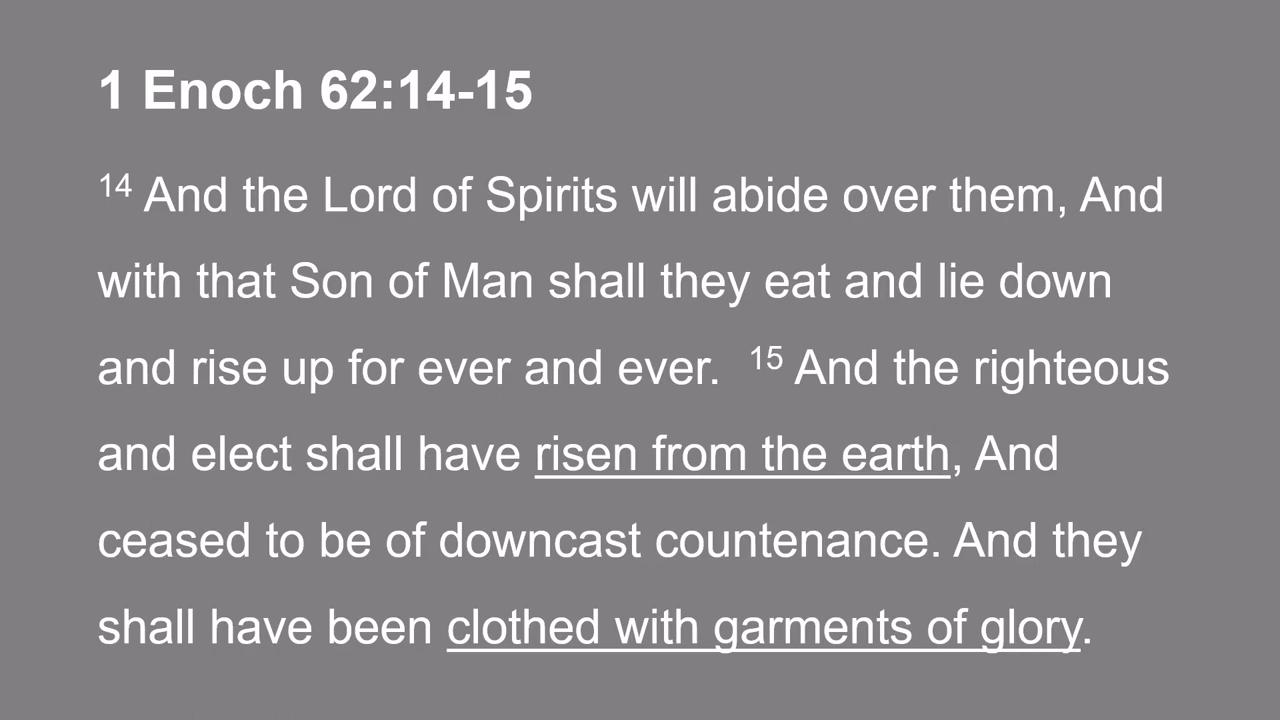 1 Enoch 62:14-15
14 And the Lord of Spirits will abide over them, And
with that Son of Man shall they eat and lie down
and rise up for ever and ever. 15 And the righteous
and elect shall have risen from the earth, And
ceased to be of downcast countenance. And they
shall have been clothed with garments of glory.